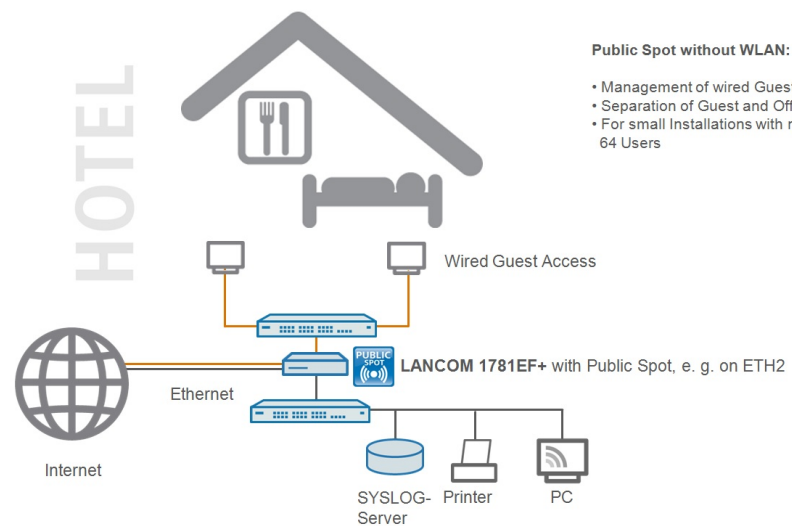 HOTEL
Public Spot without WLAN:
• Management of wired Guest
• Separation of Guest and Off
• For small Installations with
64 Users
Wired Guest Access
PUBLIC
SPOT
LANCOM 1781EF+ with Public Spot, e. g. on ETH2
Ethernet
Internet
SYSLOG-
Server
Printer
PC